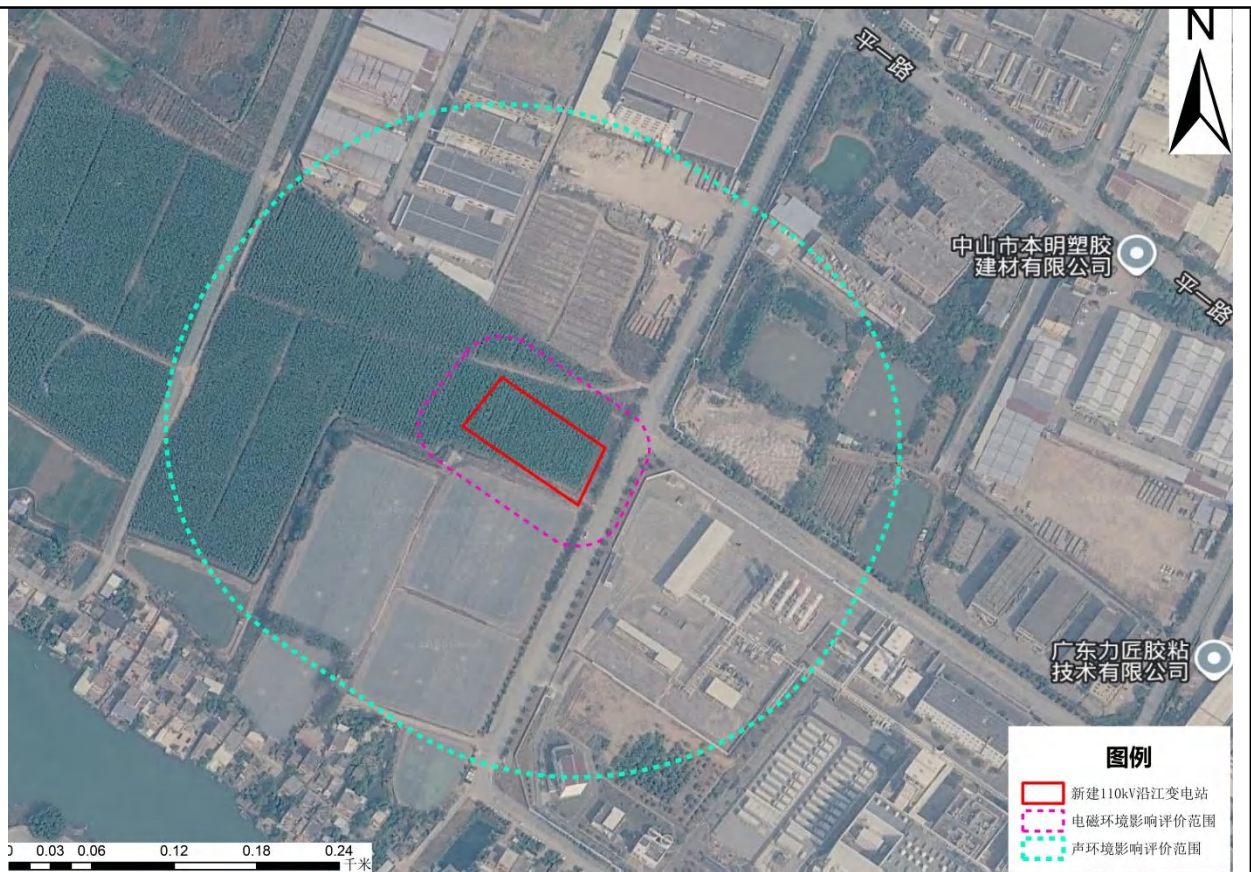 N
平一路
中山市本明塑胶
建材有限公司
平一路
广东力匠胶粘
技术有限公司
图例
新建110kV沿江变电站
电磁环境影响评价范围
声环境影响评价范围
0 0.03 0.06 0.12 0.18 0.24
千米